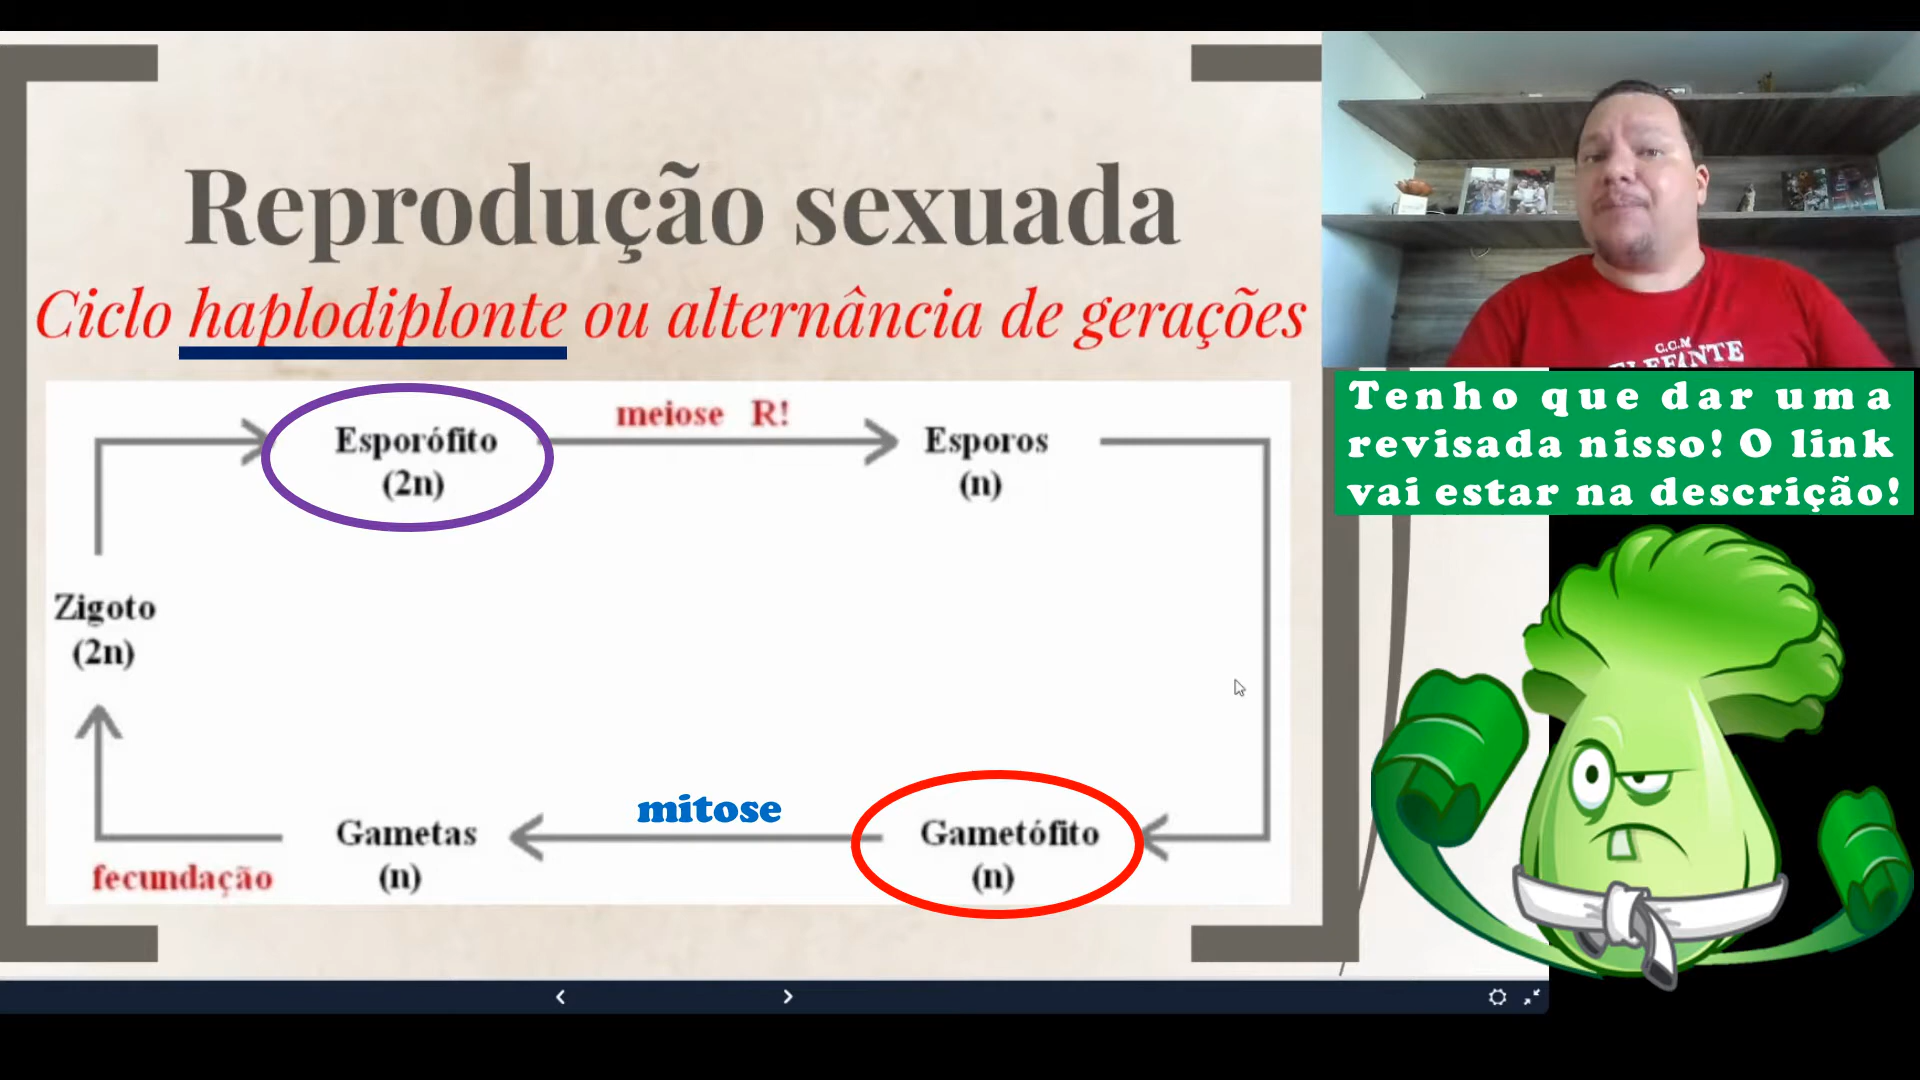 Reprodução sexuada
Ciclo haplodiplonte ou alternância de gerações
Esporófito
(2n)
meiose R!
Esporos
(n)
Zigoto
(2n)
mitose
Gametas
(n)
Gametófito
(n)
fecundação
C.C.M
ELEFANTE
Tenho que dar uma
revisada nisso! O link
vai estar na descrição!